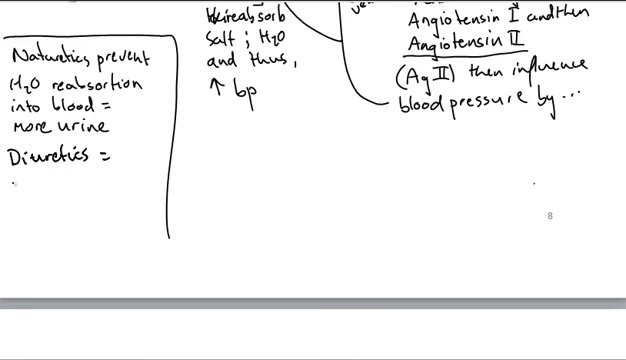 reabsorb
salt ; H₂O
and thus,
↑ bp
Angiotensin I and then
Angiotensin II
(Ag II) then influence
blood pressure by ...
Naturetics prevent
H₂O reabsortion
into blood =
more urine
Diuretics =
8